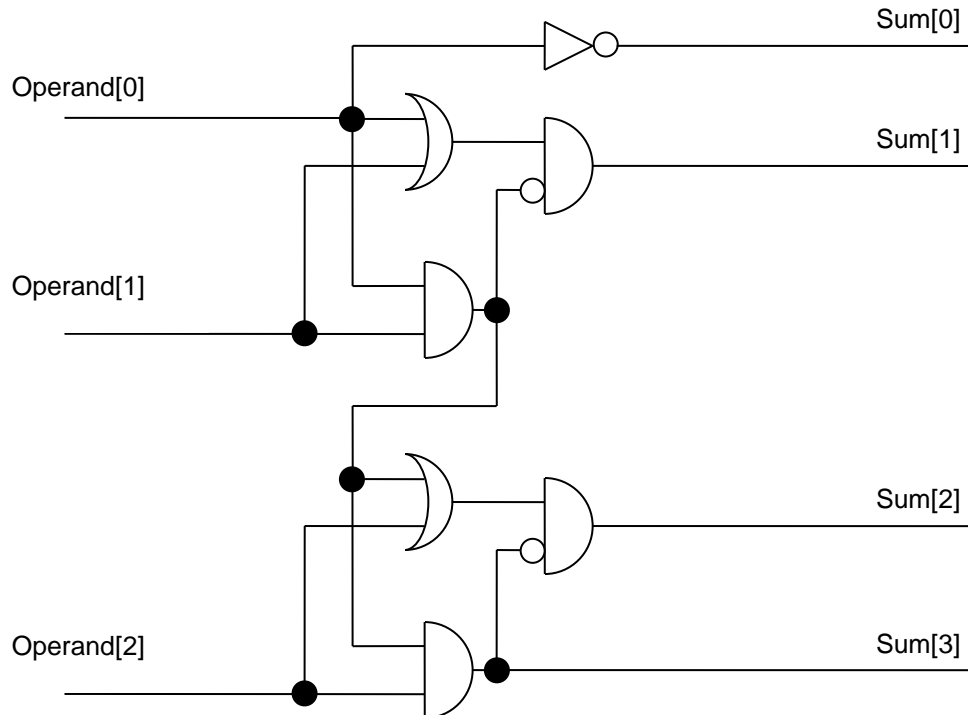 Sum[0]
Operand[0]
Sum[1]
Operand[1]
Sum[2]
Operand[2]
Sum[3]